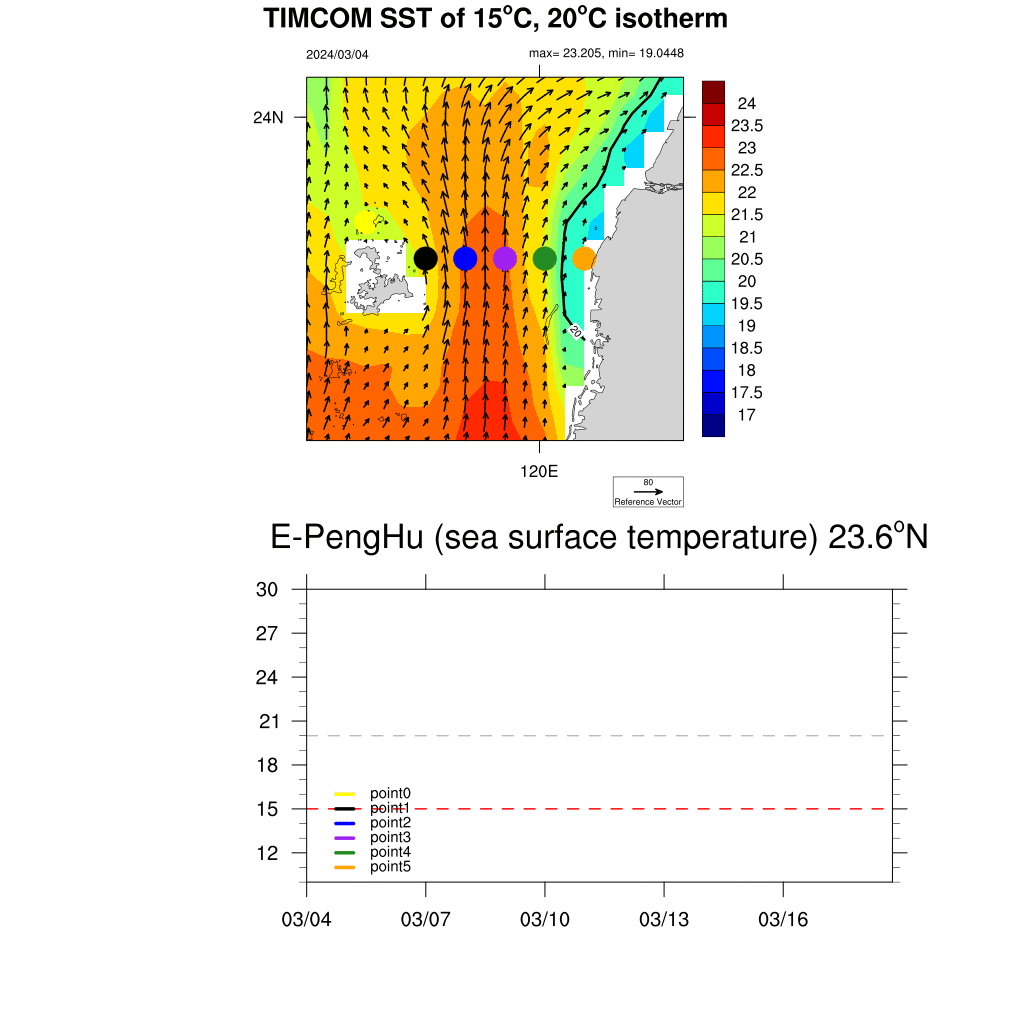 TIMCOM SST of 15°C, 20°C isotherm
2024/03/04
max= 23.205, min= 19.0448
24N
24
23.5
23
22.5
22
21.5
21
20.5
20
19.5
19
18.5
18
17.5
17
20
120E
80
Reference Vector
E-PengHu (sea surface temperature) 23.6°N
30
27
24
21
18
15
12
point0
point1
point2
point3
point4
point5
03/04 03/07 03/10 03/13 03/16